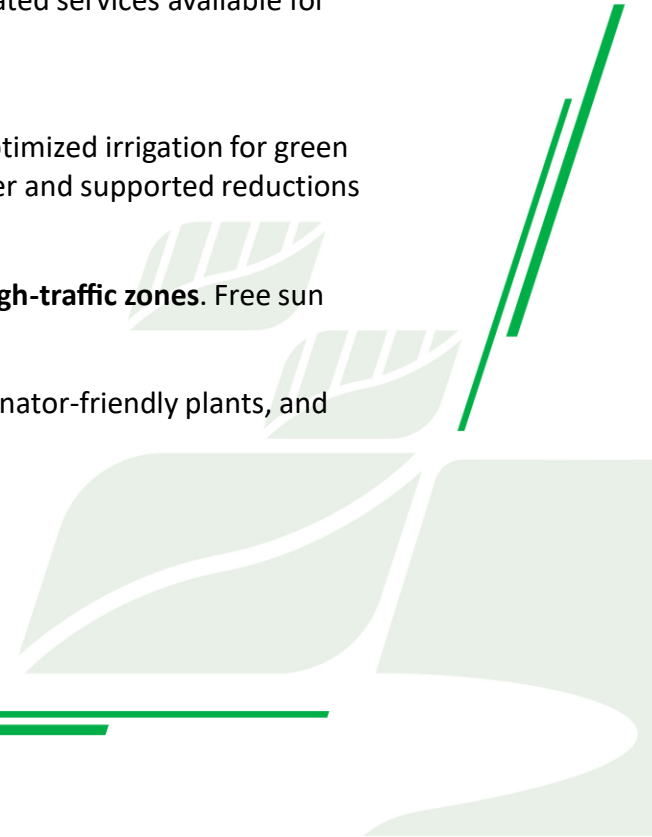 ated services available for
timized irrigation for green
er and supported reductions
gh-traffic zones. Free sun
nator-friendly plants, and